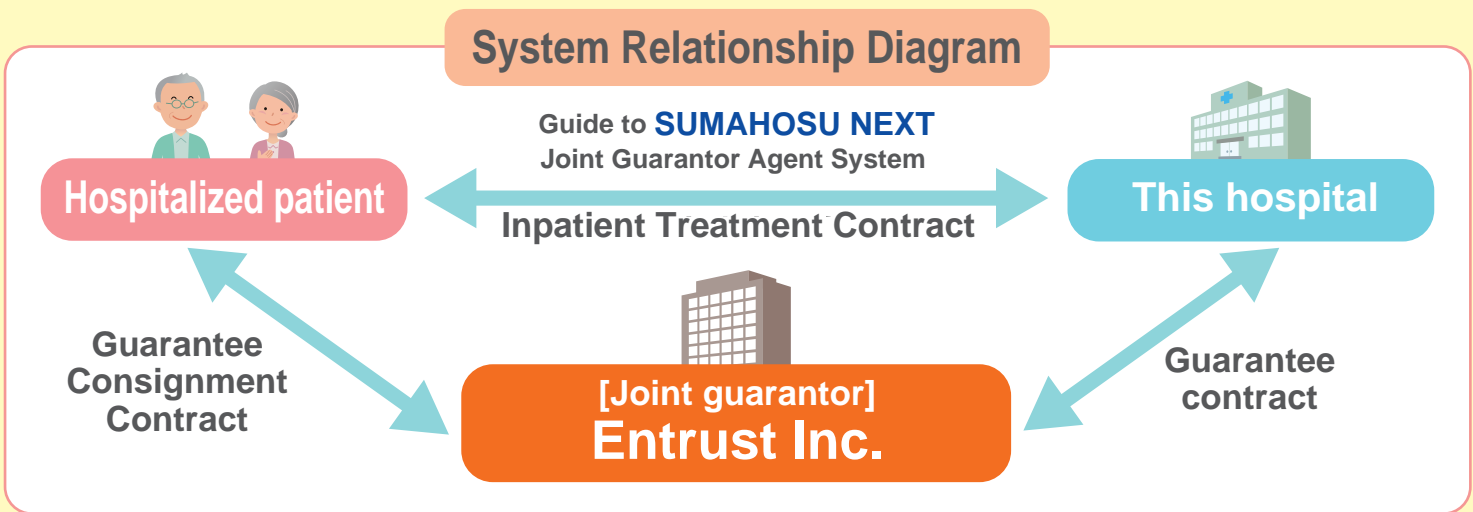 System Relationship Diagram
Guide to SUMAHOSU NEXT
Joint Guarantor Agent System
Hospitalized patient
This hospital
Inpatient Treatment Contract
Guarantee
Consignment
Contract
Guarantee
contract
[Joint guarantor]
Entrust Inc.